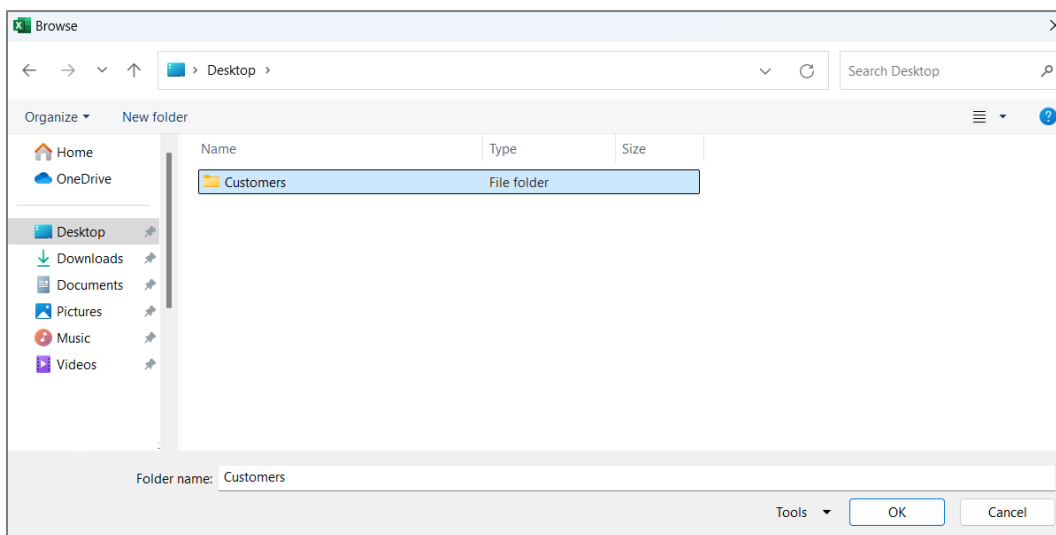 Browse
Desktop
Search Desktop
Organize
New folder
Home
OneDrive
Desktop
Downloads
Documents
Pictures
Music
Videos
Name Type Size
Customers File folder
Folder name: Customers
Tools OK Cancel